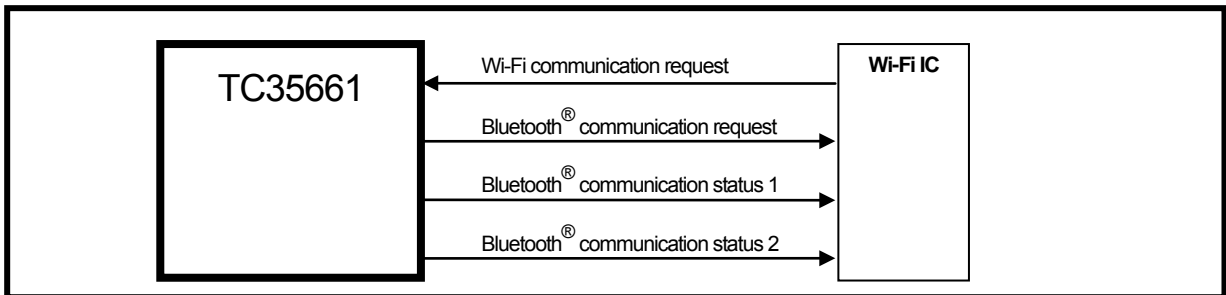 TC35661
Wi-Fi communication request
Wi-Fi IC
Bluetooth® communication request
Bluetooth® communication status 1
Bluetooth® communication status 2